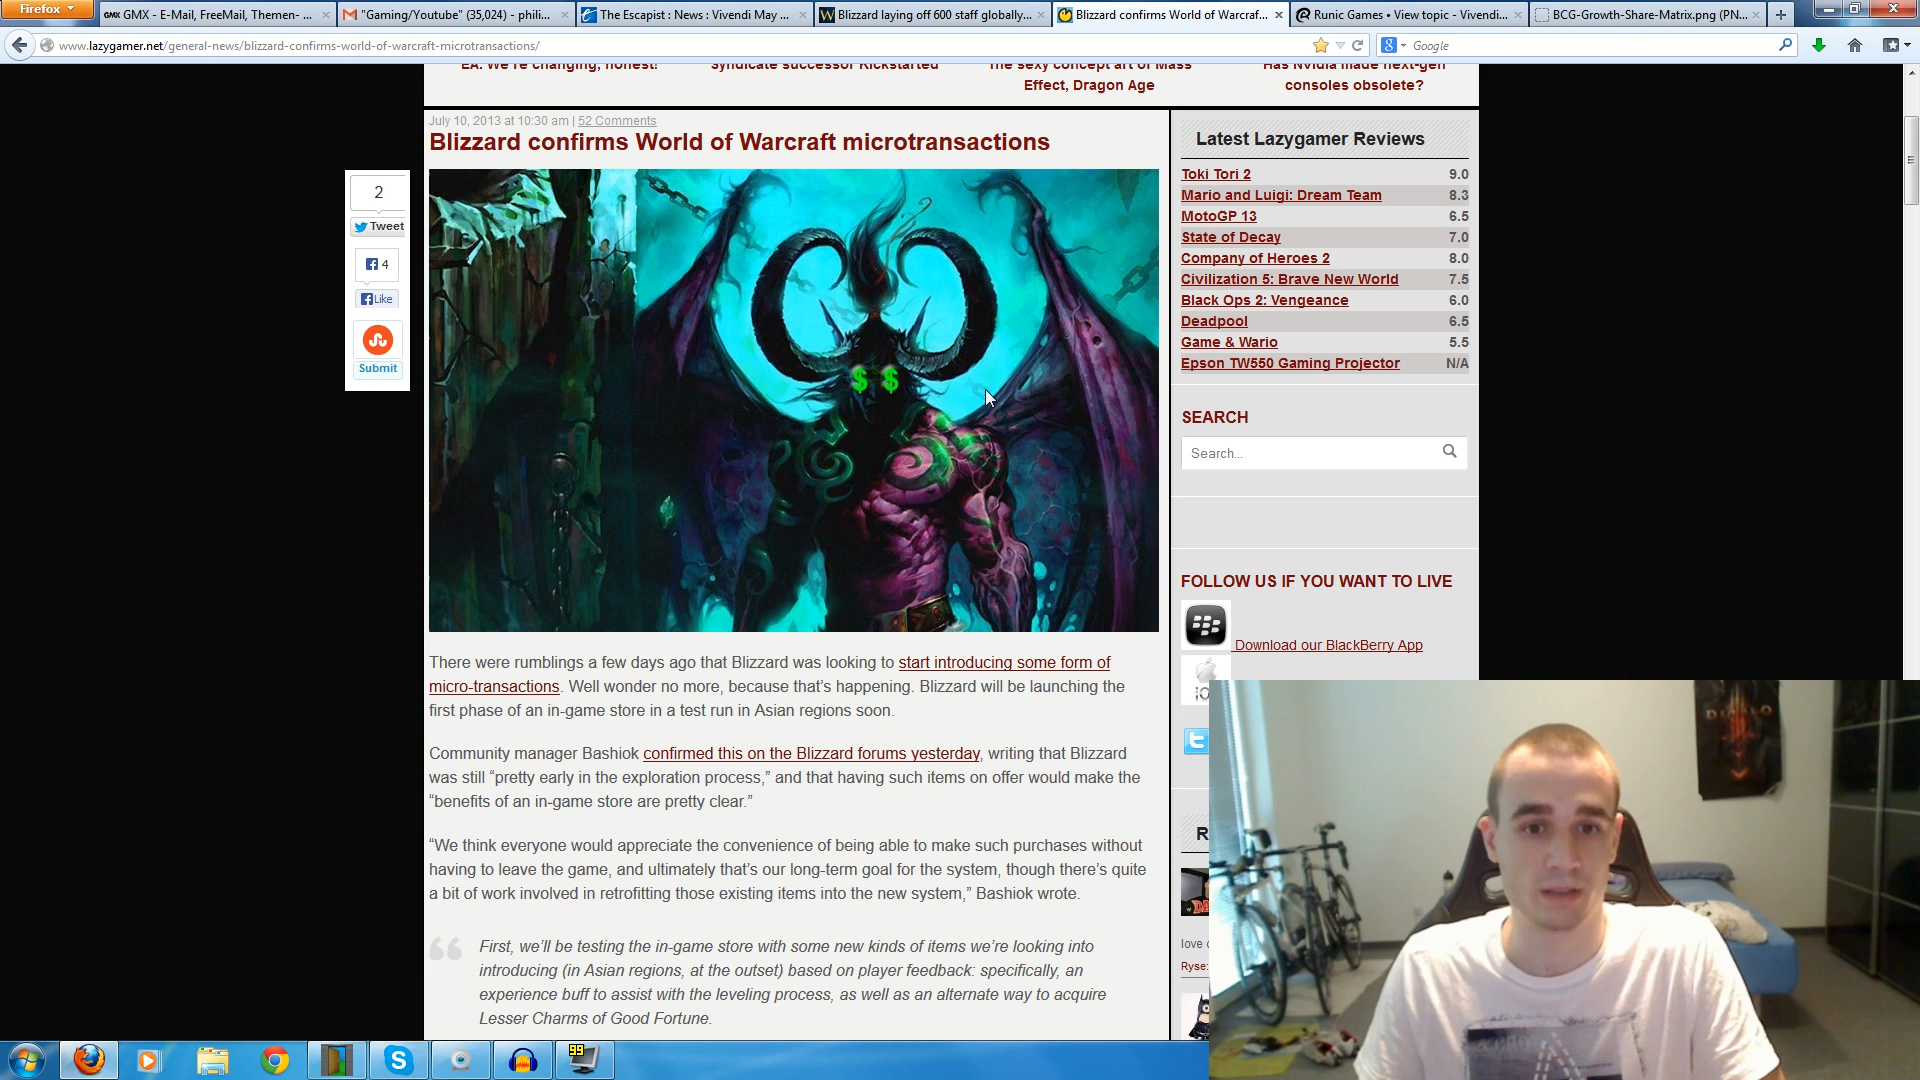 Firefox
GMX GMX - E-Mail, FreeMail, Themen- ...
"Gaming/Youtube" (35,024) - phili...
The Escapist : News : Vivendi May ...
Blizzard laying off 600 staff globally...
Blizzard confirms World of Warcraf...
Runic Games • View topic - Vivendi...
BCG-Growth-Share-Matrix.png (PN...
www.lazygamer.net/general-news/blizzard-confirms-world-of-warcraft-microtransactions/
Google
EA: We're changing, honest!
Syndicate successor Kickstarted
The sexy concept art of Mass
Effect, Dragon Age
Has Nvidia made next-gen
consoles obsolete?
July 10, 2013 at 10:30 am | 52 Comments
Blizzard confirms World of Warcraft microtransactions
2
Tweet
4
Like
Submit
$ $
There were rumblings a few days ago that Blizzard was looking to start introducing some form of
micro-transactions. Well wonder no more, because that's happening. Blizzard will be launching the
first phase of an in-game store in a test run in Asian regions soon.
Community manager Bashiok confirmed this on the Blizzard forums yesterday, writing that Blizzard
was still “pretty early in the exploration process,” and that having such items on offer would make the
“benefits of an in-game store are pretty clear.”
“We think everyone would appreciate the convenience of being able to make such purchases without
having to leave the game, and ultimately that's our long-term goal for the system, though there's quite
a bit of work involved in retrofitting those existing items into the new system,” Bashiok wrote.
First, we'll be testing the in-game store with some new kinds of items we're looking into
introducing (in Asian regions, at the outset) based on player feedback: specifically, an
experience buff to assist with the leveling process, as well as an alternate way to acquire
Lesser Charms of Good Fortune.
Latest Lazygamer Reviews
Toki Tori 2 9.0
Mario and Luigi: Dream Team 8.3
MotoGP 13 6.5
State of Decay 7.0
Company of Heroes 2 8.0
Civilization 5: Brave New World 7.5
Black Ops 2: Vengeance 6.0
Deadpool 6.5
Game & Wario 5.5
Epson TW550 Gaming Projector N/A
SEARCH
Search...
FOLLOW US IF YOU WANT TO LIVE
Download our BlackBerry App
iO
R
love
Ryse:
DIABLO
99